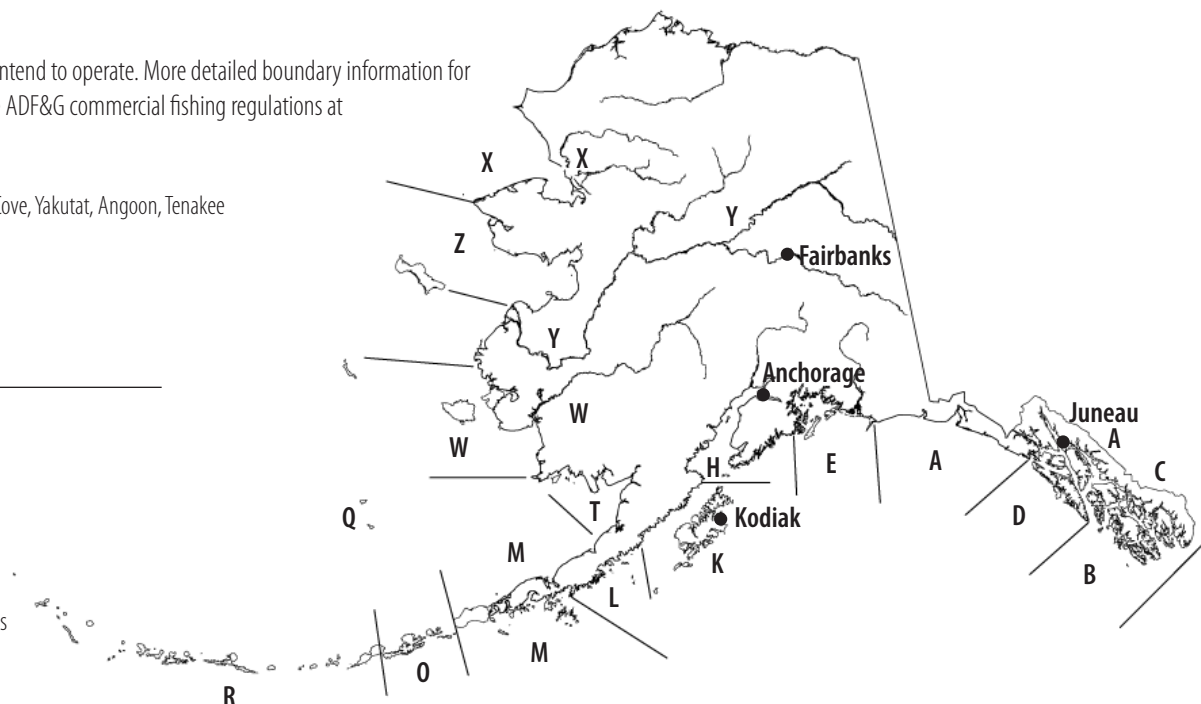 ntend to operate. More detailed boundary information for
ADF&G commercial fishing regulations at
Cove, Yakutat, Angoon, Tenakee
s
X
X
Z
Y
Fairbanks
Y
Anchorage
W
W
Juneau
A
H
E
A
C
Q
T
Kodiak
D
M
K
B
L
M
O
R